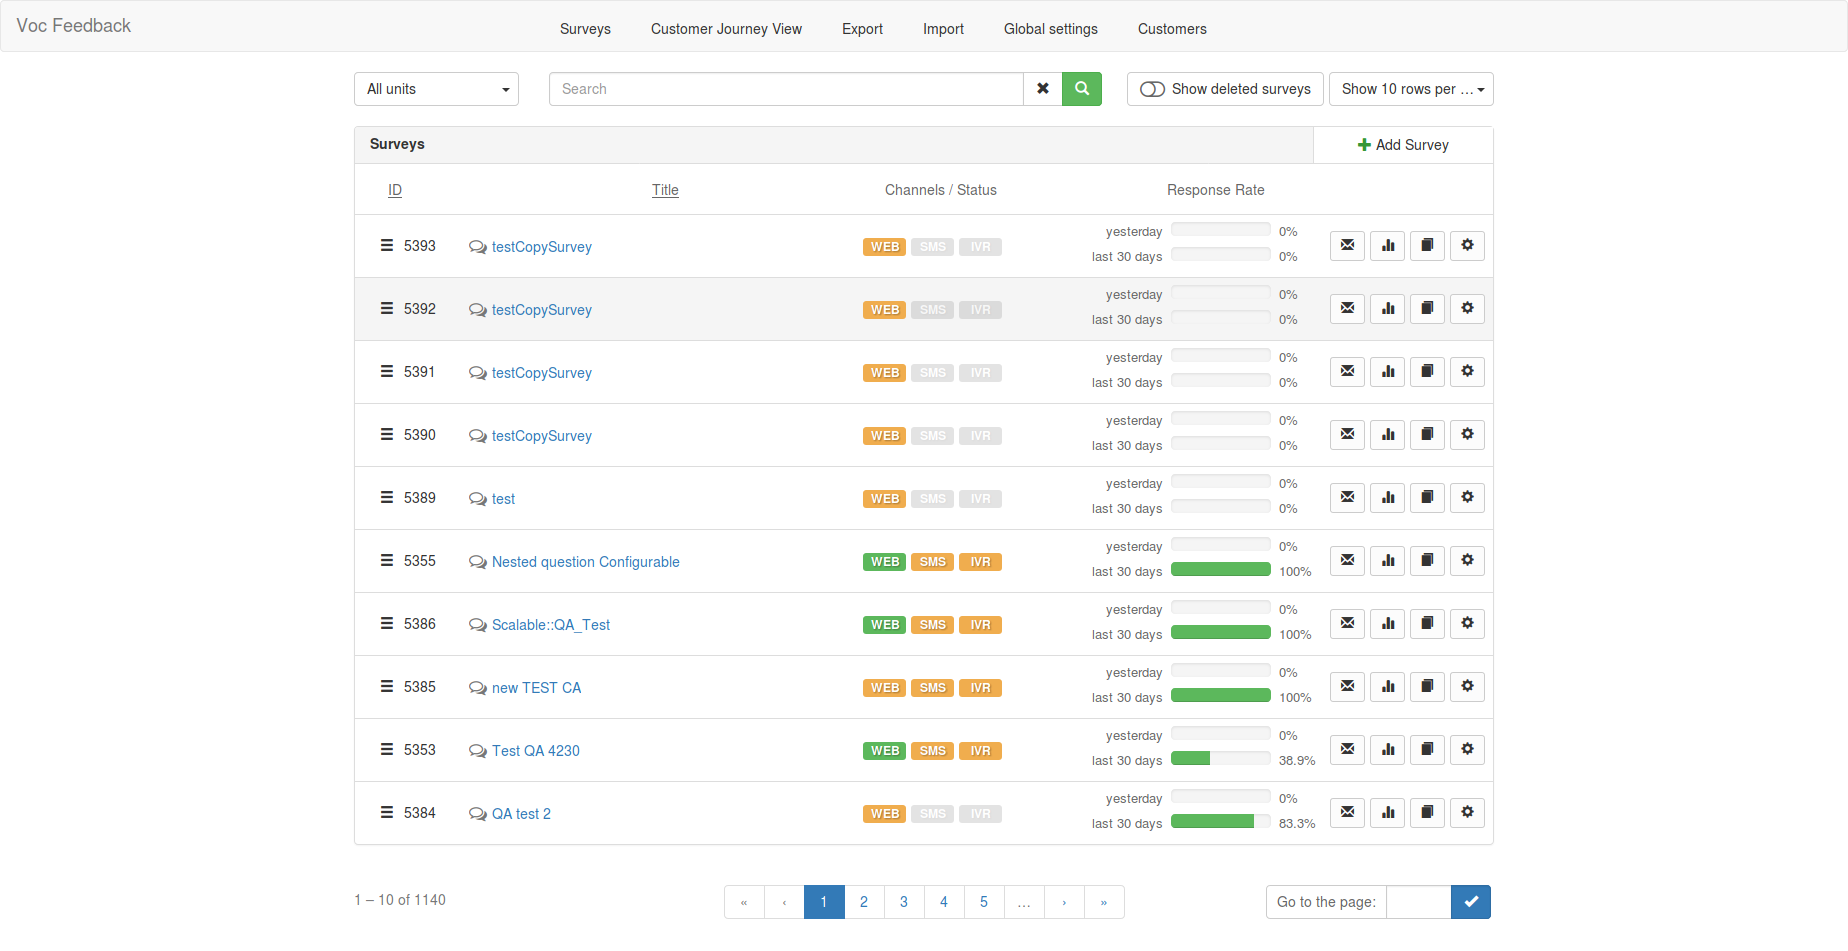 Voc Feedback Surveys Customer Journey View Export Import Global settings Customers
All units Search Show deleted surveys Show 10 rows per ...
Surveys Add Survey
ID Title Channels / Status Response Rate
5393 testCopySurvey WEB SMS IVR yesterday 0%
last 30 days 0%
5392 testCopySurvey WEB SMS IVR yesterday 0%
last 30 days 0%
5391 testCopySurvey WEB SMS IVR yesterday 0%
last 30 days 0%
5390 testCopySurvey WEB SMS IVR yesterday 0%
last 30 days 0%
5389 test WEB SMS IVR yesterday 0%
last 30 days 0%
5355 Nested question Configurable WEB SMS IVR yesterday 0%
last 30 days 100%
5386 Scalable::QA_Test WEB SMS IVR yesterday 0%
last 30 days 100%
5385 new TEST CA WEB SMS IVR yesterday 0%
last 30 days 100%
5353 Test QA 4230 WEB SMS IVR yesterday 0%
last 30 days 38.9%
5384 QA test 2 WEB SMS IVR yesterday 0%
last 30 days 83.3%
1 – 10 of 1140 « ‹ 1 2 3 4 5 ... › » Go to the page: